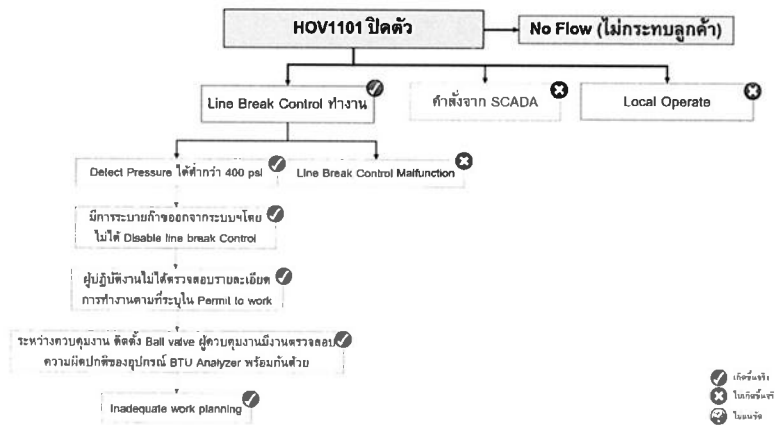 HOV1101 ปิดตัว
No Flow (ไม่กระทบลูกค้า)
Line Break Control ทำงาน
คำสั่งจาก SCADA
Local Operate
Detect Pressure ได้ต่ำกว่า 400 psi
Line Break Control Malfunction
มีการระบายก๊าซออกจากระบบฯโดย
ไม่ได้ Disable line break Control
ผู้ปฏิบัติงานไม่ได้ตรวจสอบรายละเอียด
การทำงานตามที่ระบุใน Permit to work
ระหว่างควบคุมงาน ติดตั้ง Ball valve ผู้ควบคุมงานมีงานตรวจสอบ
ความผิดปกติของอุปกรณ์ BTU Analyzer พร้อมกันด้วย
Inadequate work planning
เกิดขึ้นจริง
ไม่เกิดขึ้นจริ
ไม่แน่ชัด